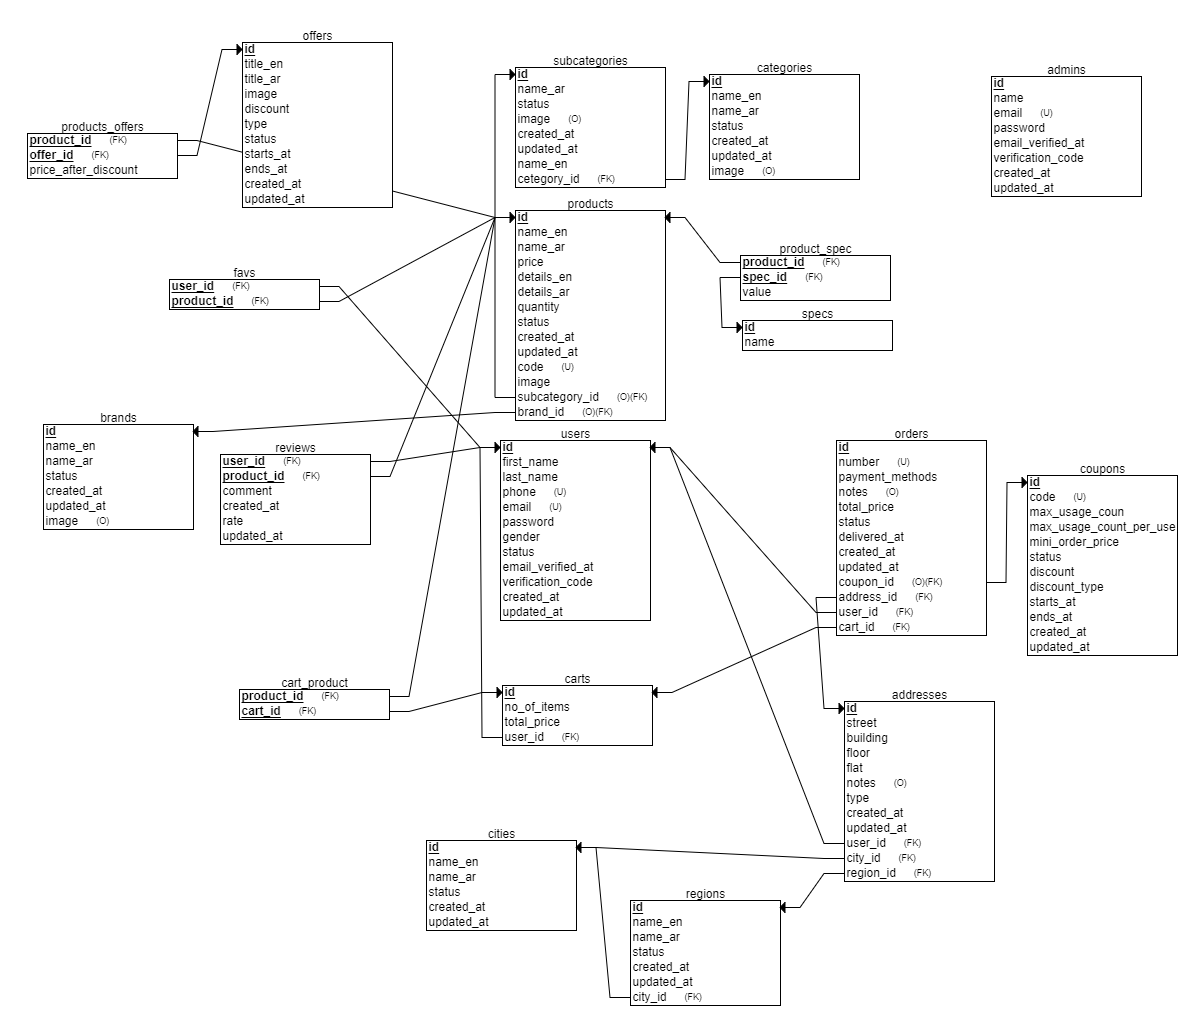 offers
id
title_en
title_ar
image
discount
type
status
starts_at
ends_at
created_at
updated_at
products_offers
product_id (FK)
offer_id (FK)
price_after_discount
subcategories
id
name_ar
status
image (O)
created_at
updated_at
name_en
cetegory_id (FK)
categories
id
name_en
name_ar
status
created_at
updated_at
image (O)
admins
id
name
email (U)
password
email_verified_at
verification_code
created_at
updated_at
products
id
name_en
name_ar
price
details_en
details_ar
quantity
status
created_at
updated_at
code (U)
image
subcategory_id (O)(FK)
brand_id (O)(FK)
product_spec
product_id (FK)
spec_id (FK)
value
specs
id
name
favs
user_id (FK)
product_id (FK)
brands
id
name_en
name_ar
status
created_at
updated_at
image (O)
reviews
user_id (FK)
product_id (FK)
comment
created_at
rate
updated_at
users
id
first_name
last_name
phone (U)
email (U)
password
gender
status
email_verified_at
verification_code
created_at
updated_at
orders
id
number (U)
payment_methods
notes (O)
total_price
status
delivered_at
created_at
updated_at
coupon_id (O)(FK)
address_id (FK)
user_id (FK)
cart_id (FK)
coupons
id
code (U)
max_usage_coun
max_usage_count_per_use
mini_order_price
status
discount
discount_type
starts_at
ends_at
created_at
updated_at
cart_product
product_id (FK)
cart_id (FK)
carts
id
no_of_items
total_price
user_id (FK)
addresses
id
street
building
floor
flat
notes (O)
type
created_at
updated_at
user_id (FK)
city_id (FK)
region_id (FK)
cities
id
name_en
name_ar
status
created_at
updated_at
regions
id
name_en
name_ar
status
created_at
updated_at
city_id (FK)